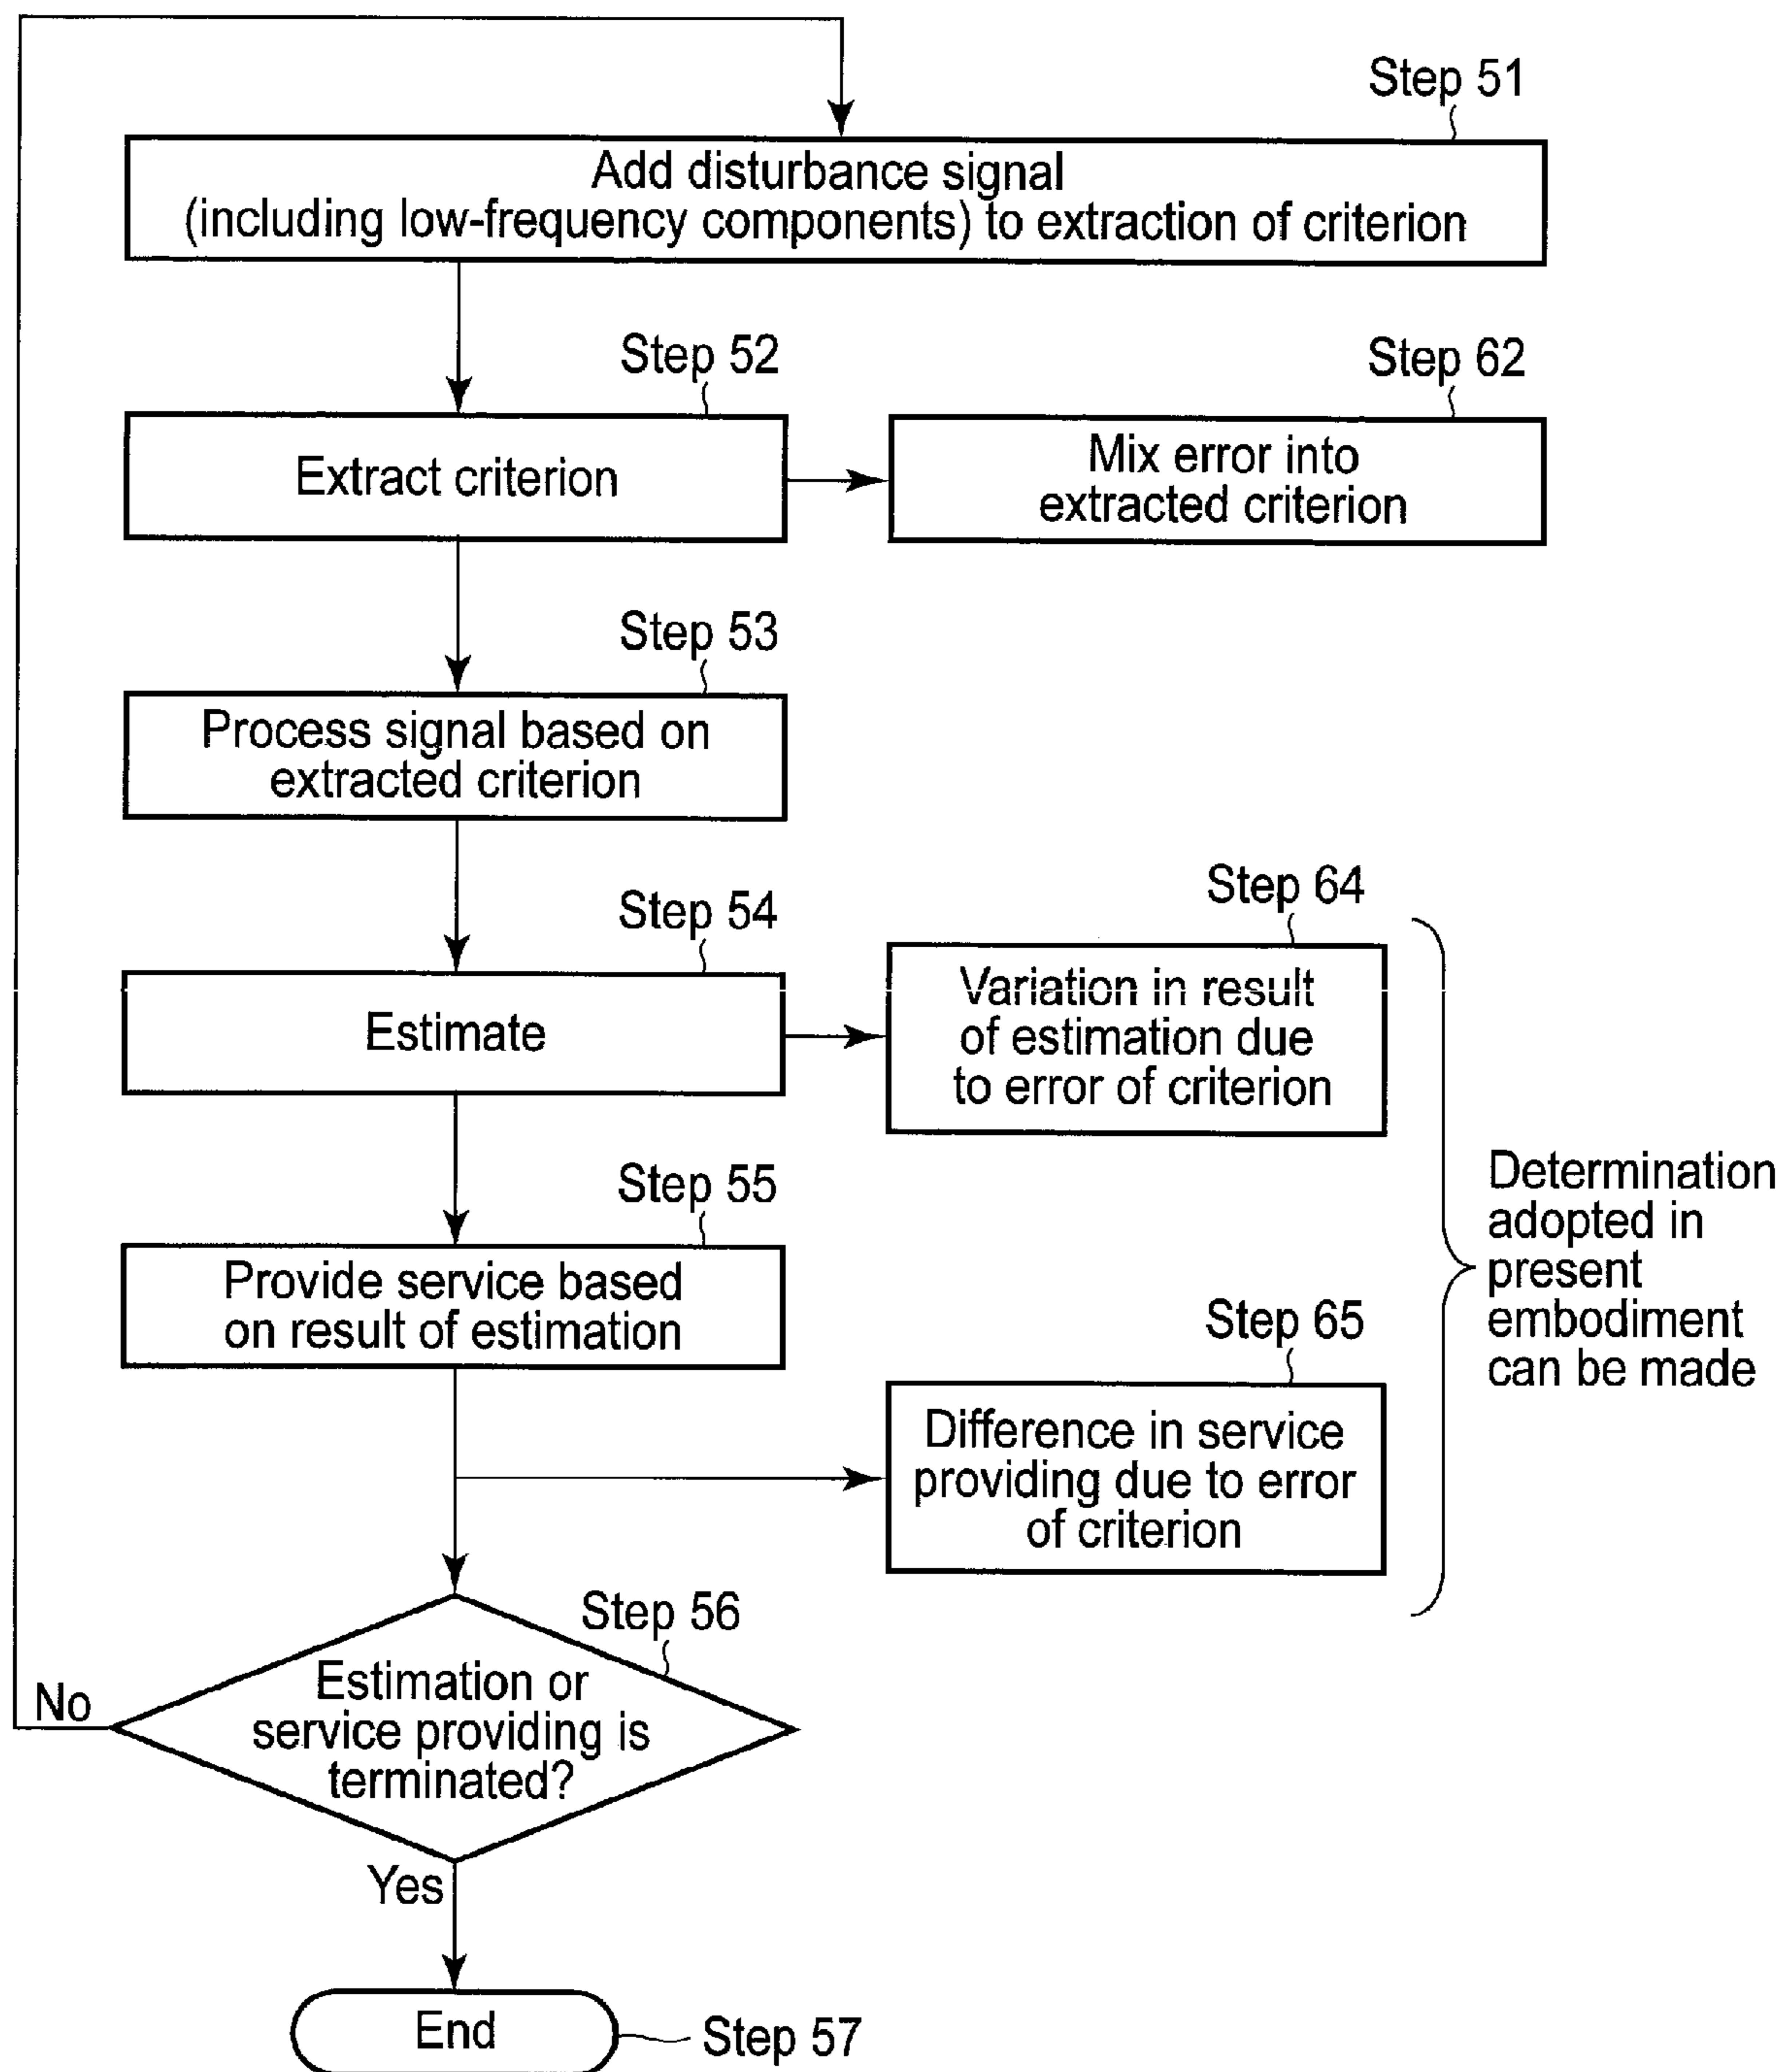 Step 51
Add disturbance signal
(including low-frequency components) to extraction of criterion
Step 52
Extract criterion
Step 62
Mix error into
extracted criterion
Step 53
Process signal based on
extracted criterion
Step 54
Estimate
Step 64
Variation in result
of estimation due
to error of criterion
Step 55
Provide service based
on result of estimation
Step 65
Difference in service
providing due to error
of criterion
Determination
adopted in
present
embodiment
can be made
Step 56
Estimation or
service providing is
terminated?
No
Yes
End
Step 57